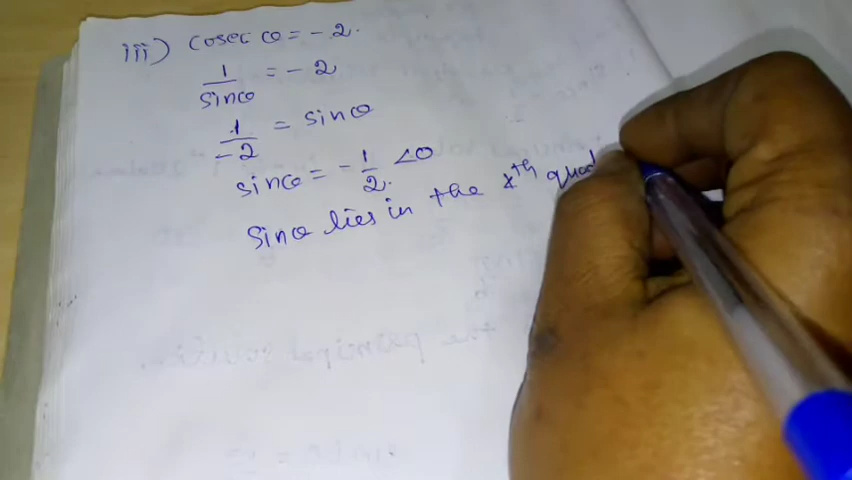 iii) cosec θ = - 2.
1/sinθ = - 2
1/-2 = sinθ
sinθ = - 1/2. <0
Sinθ lies in the